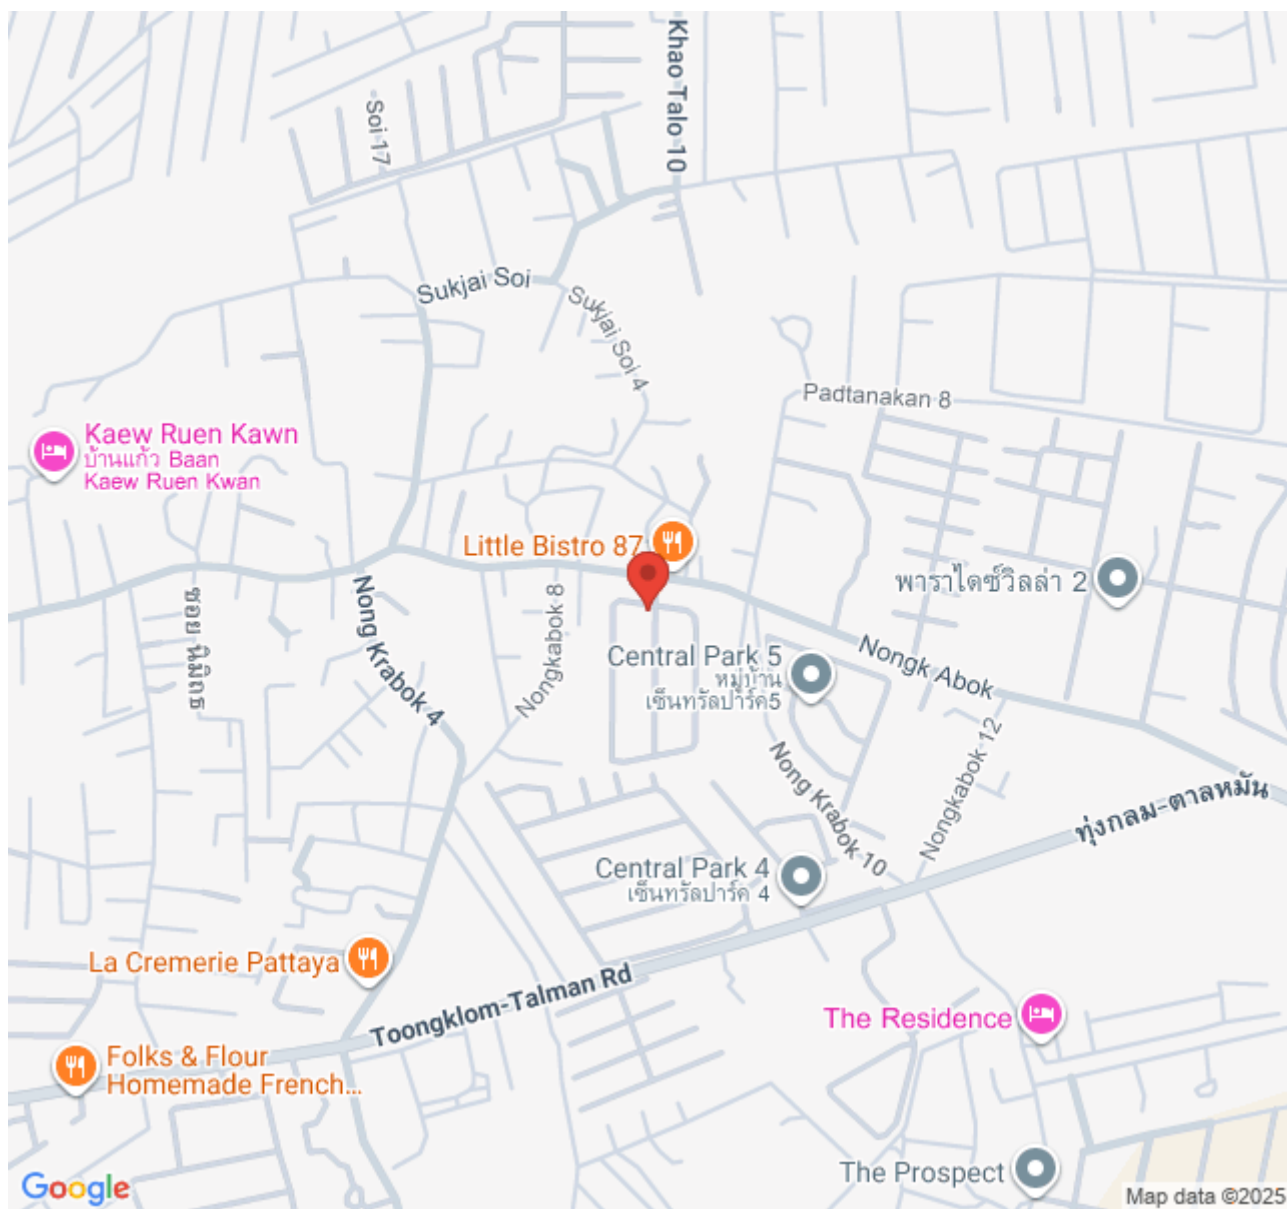 Khao Talo 10
Soi 17
Sukjai Soi
Sukjai Soi 4
Padtanakan 8
Kaew Ruen Kawn
บ้านแก้ว Baan
Kaew Ruen Kwan
Little Bistro 87
พาราไดซ์วิลล่า 2
ซอย นิมิถธ
Nong Krabok 4
Nongkabok 8
Central Park 5
หมู่บ้าน
เซ็นทรัลปาร์ค5
Nongk Abok
Nong Krabok 10
Nongkabok 12
ทุ่งกลม-ตาลหมัน
Central Park 4
เซ็นทรัลปาร์ค 4
La Cremerie Pattaya
Toongklom-Talman Rd
The Residence
Folks & Flour
Homemade French...
The Prospect
Google
Map data ©2025